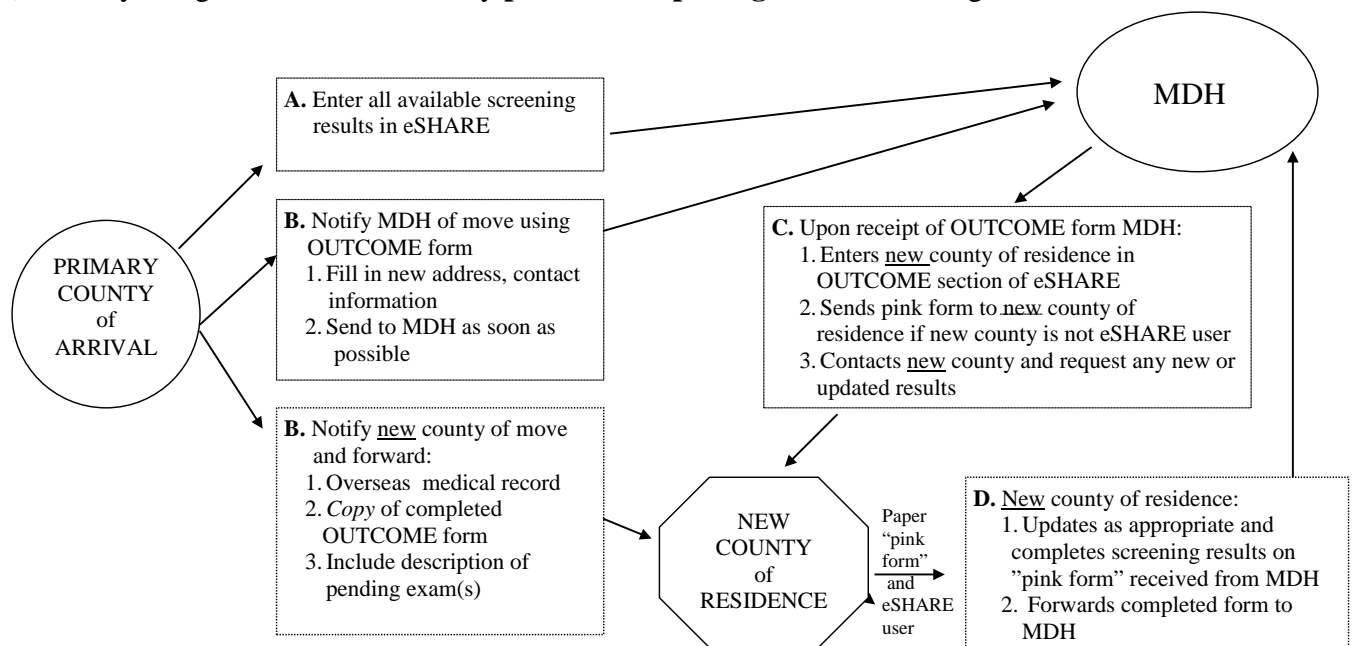 MDH
A. Enter all available screening
results in eSHARE
PRIMARY
COUNTY
of
ARRIVAL
B. Notify MDH of move using
OUTCOME form
1. Fill in new address, contact
information
2. Send to MDH as soon as
possible
C. Upon receipt of OUTCOME form MDH:
1. Enters new county of residence in
OUTCOME section of eSHARE
2. Sends pink form to new county of
residence if new county is not eSHARE user
3. Contacts new county and request any new or
updated results
B. Notify new county of move
and forward:
1. Overseas medical record
2. Copy of completed
OUTCOME form
3. Include description of
pending exam(s)
NEW
COUNTY
of
RESIDENCE
Paper
“pink
form”
and
eSHARE
user
D. New county of residence:
1. Updates as appropriate and
completes screening results on
”pink form” received from MDH
2. Forwards completed form to
MDH